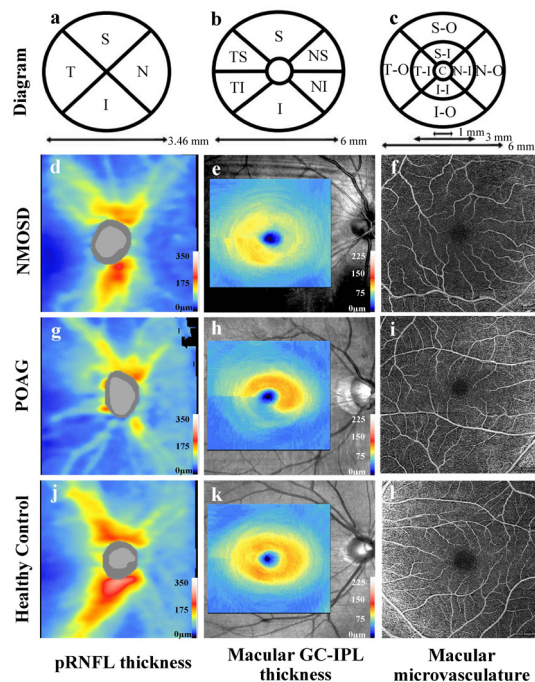 a
b
c
Diagram
S
T
N
I
3.46 mm
S
TS
NS
TI
NI
I
6 mm
S-O
S-I
T-O
T-I
C
N-I
N-O
I-I
I-O
1 mm
3 mm
6 mm
NMOSD
d
350
175
0μm
e
225
150
75
0μm
f
POAG
g
350
175
0μm
h
225
150
75
0μm
i
Healthy Control
j
350
175
0μm
k
225
150
75
0μm
l
pRNFL thickness
Macular GC-IPL
thickness
Macular
microvasculature